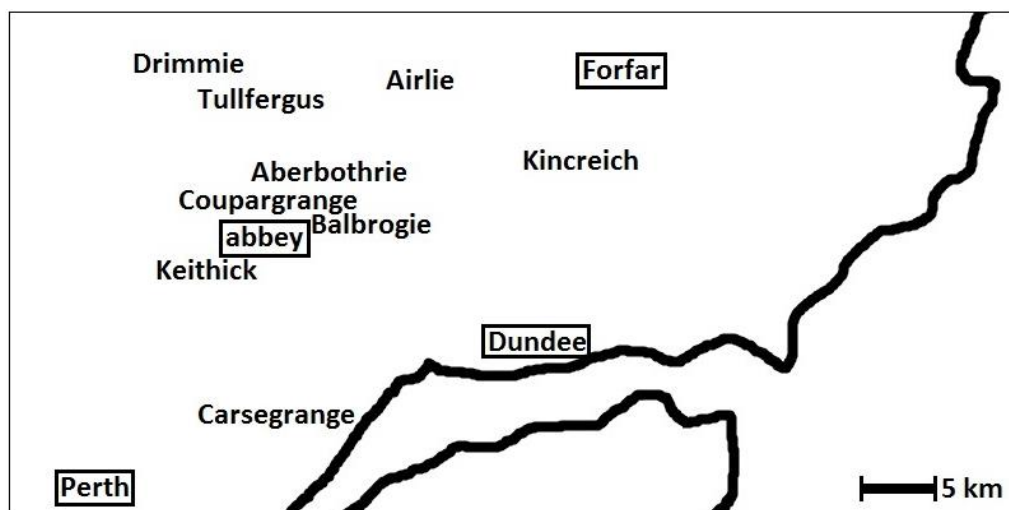 Drimmie
Airlie
Forfar
Tullfergus
Kincreich
Aberbothrie
Coupargrange
Balbrogie
abbey
Keithick
Dundee
Carsegrange
Perth
5 km